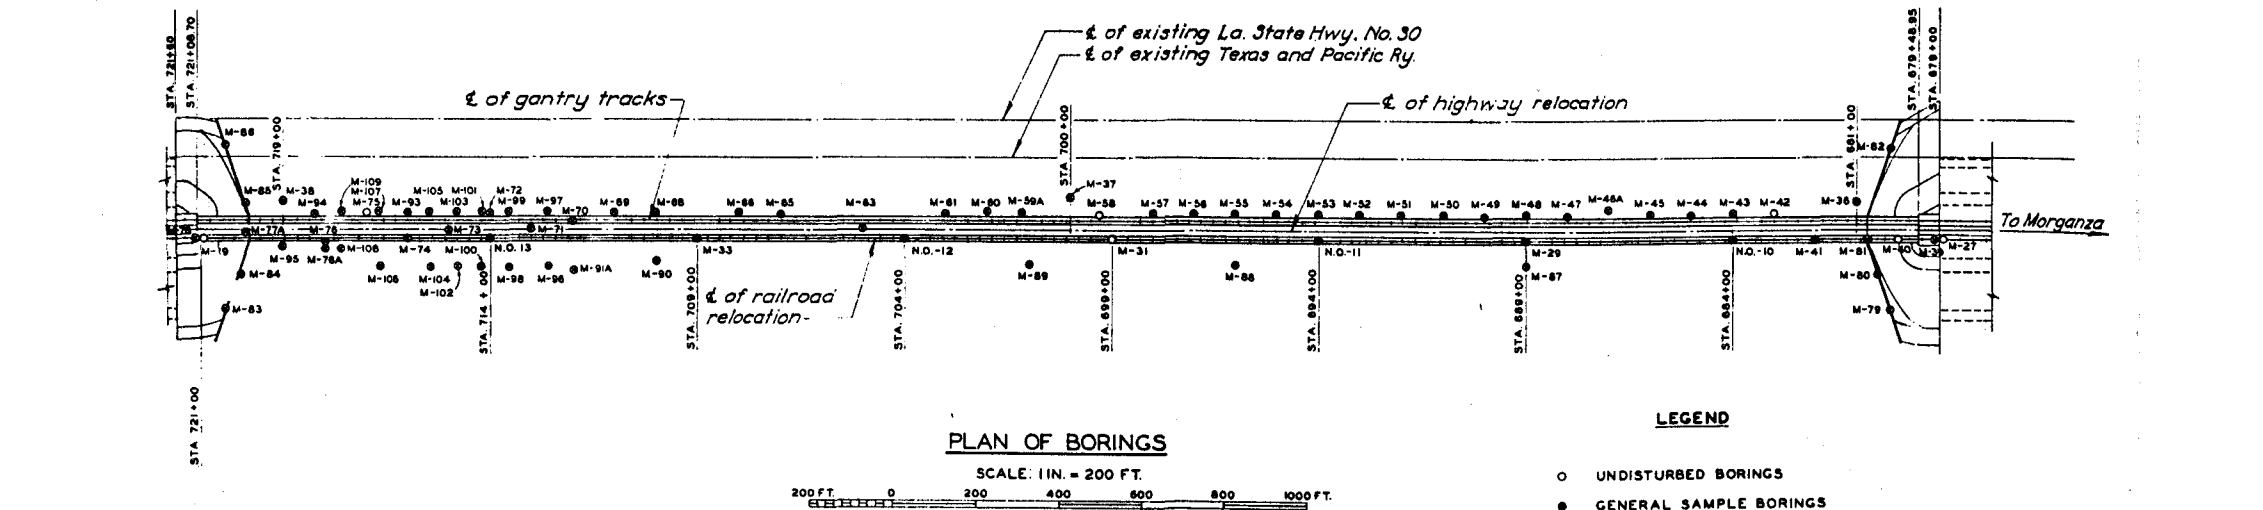 STA. 721+60
STA. 721+08.70
STA. 719+00
℄ of gantry tracks
℄ of existing La. State Hwy. No. 30
℄ of existing Texas and Pacific Ry.
STA. 700+00
℄ of highway relocation
STA. 681+00
STA. 679+48.95
STA. 679+00
M-86
M-82
M-85
M-38
M-94
M-109
M-107
M-75
M-93
M-105
M-103
M-101
M-72
M-99
M-97
M-70
M-69
M-68
M-66
M-65
M-63
M-61
M-60
M-59A
M-37
M-58
M-57
M-56
M-55
M-54
M-53
M-52
M-51
M-50
M-49
M-48
M-47
M-46A
M-45
M-44
M-43
M-42
M-36
M-19
M-77A
M-95
M-76
M-76A
M-108
M-74
M-73
M-100
N.O.-13
M-71
M-33
N.O.-12
M-31
N.O.-11
M-29
N.O.-10
M-41
M-81
M-40
M-39
M-27
To Morganza
M-84
M-106
M-104
M-102
M-98
M-96
M-91A
M-90
M-89
M-88
M-87
M-80
M-83
M-79
℄ of railroad
relocation
STA. 714+00
STA. 709+00
STA. 704+00
STA. 699+00
STA. 694+00
STA. 689+00
STA. 684+00
STA 721+00
PLAN OF BORINGS
SCALE: 1 IN. = 200 FT.
200 FT. 0 200 400 600 800 1000 FT.
LEGEND
UNDISTURBED BORINGS
GENERAL SAMPLE BORINGS